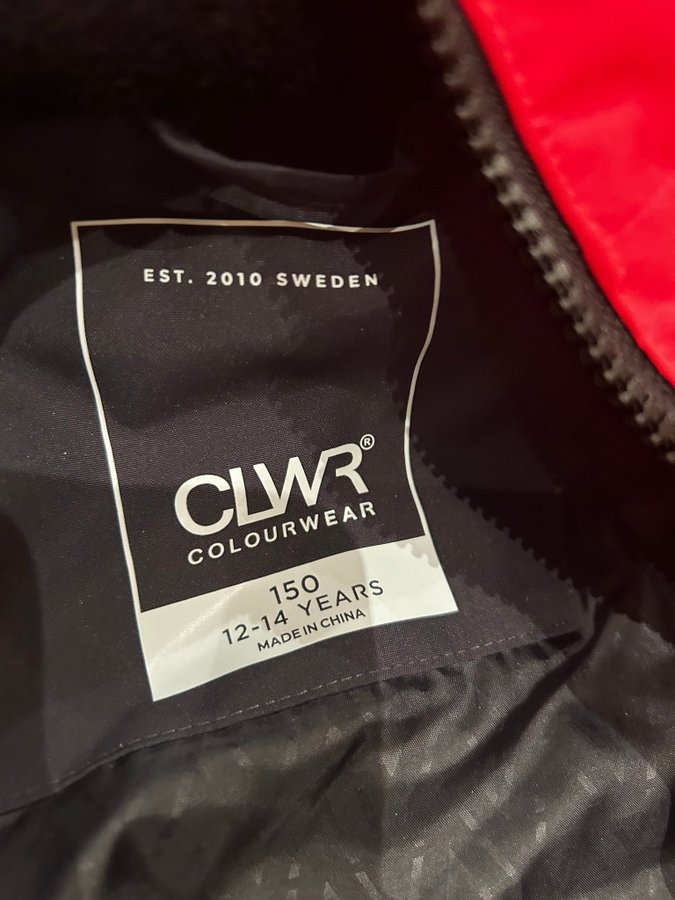 EST. 2010 SWEDEN
CLWR®
COLOURWEAR
150
12-14 YEARS
MADE IN CHINA